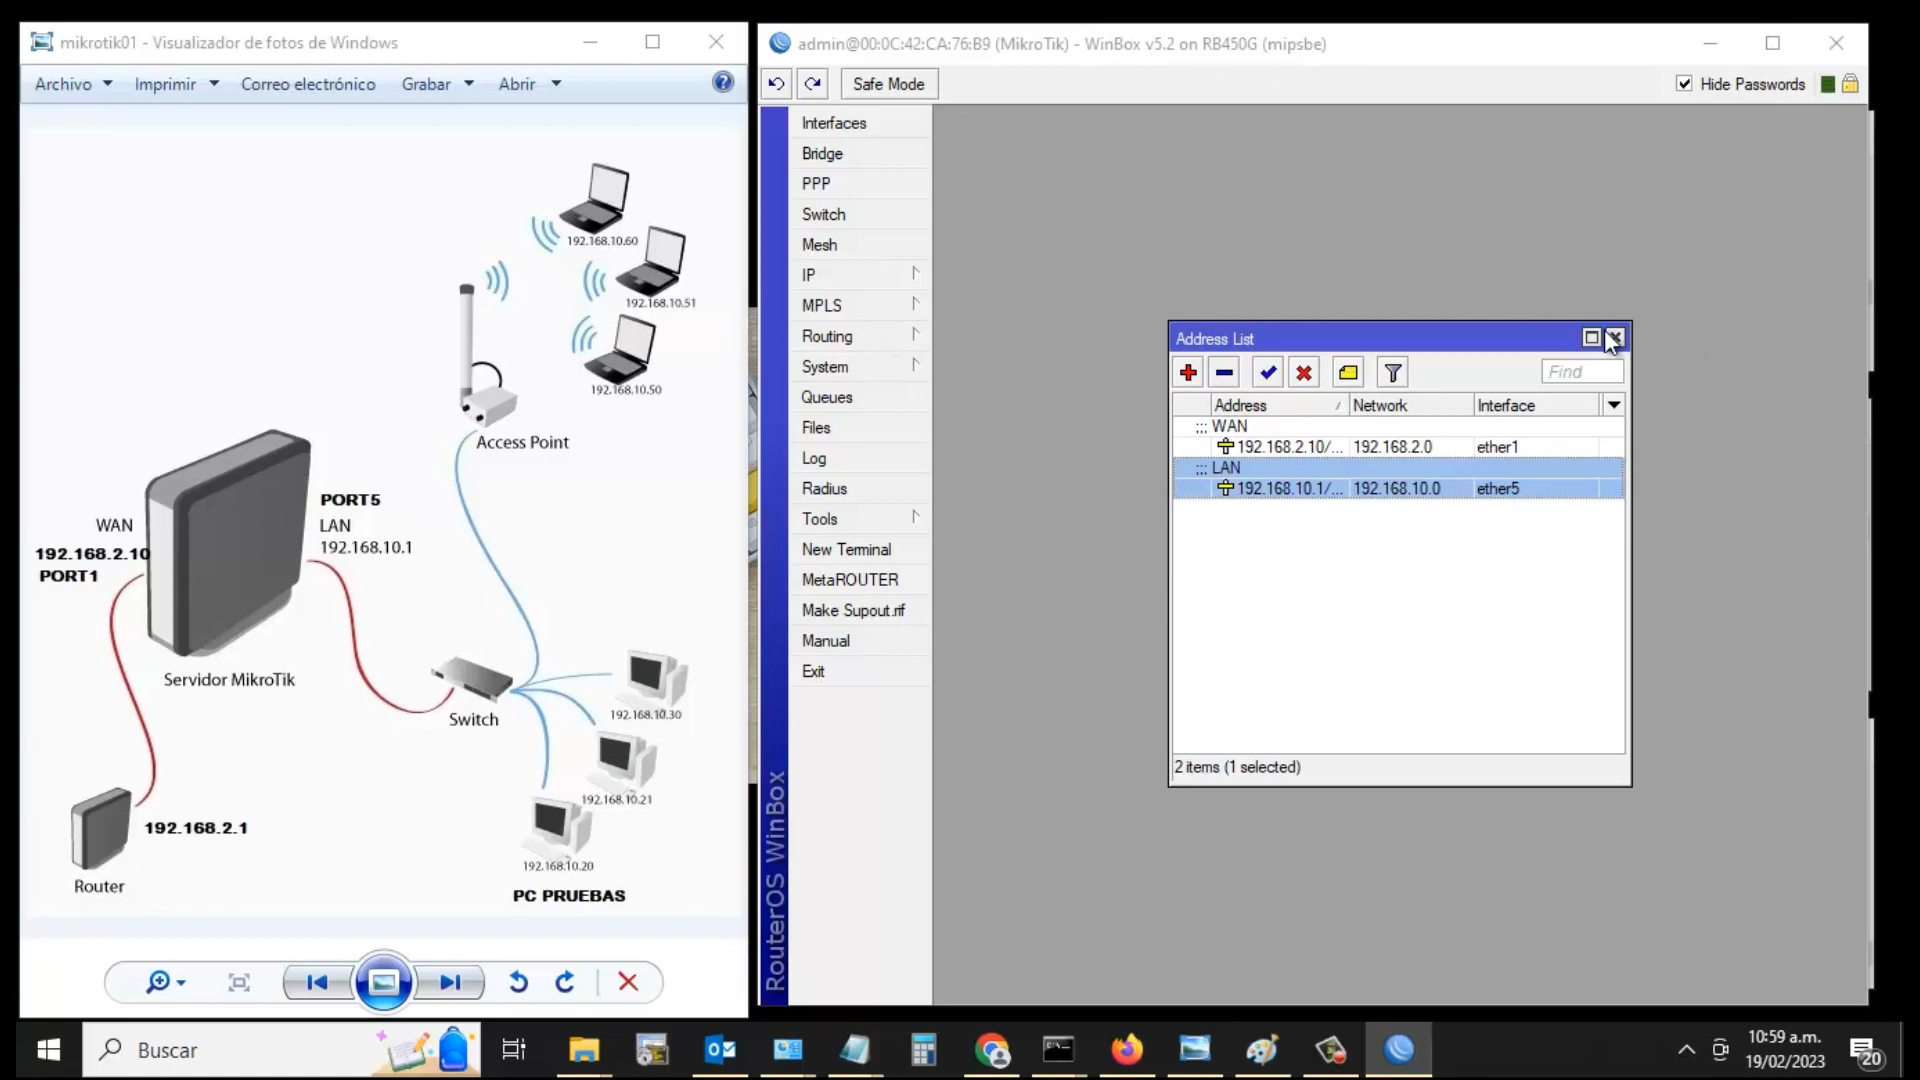 mikrotik01 - Visualizador de fotos de Windows
Archivo Imprimir Correo electrónico Grabar Abrir
192.168.10.60
192.168.10.51
192.168.10.50
Access Point
PORT5
WAN
LAN
192.168.10.1
192.168.2.10
PORT1
Servidor MikroTik
Switch
192.168.10.30
192.168.10.21
192.168.2.1
192.168.10.20
Router
PC PRUEBAS
admin@00:0C:42:CA:76:B9 (MikroTik) - WinBox v5.2 on RB450G (mipsbe)
Safe Mode
Hide Passwords
Interfaces
Bridge
PPP
Switch
Mesh
IP
MPLS
Routing
System
Queues
Files
Log
Radius
Tools
New Terminal
MetaROUTER
Make Supout.rif
Manual
Exit
RouterOS WinBox
Address List
Find
Address / Network Interface
;;; WAN
192.168.2.10/... 192.168.2.0 ether1
;;; LAN
192.168.10.1/... 192.168.10.0 ether5
2 items (1 selected)
Buscar
10:59 a.m.
19/02/2023
20